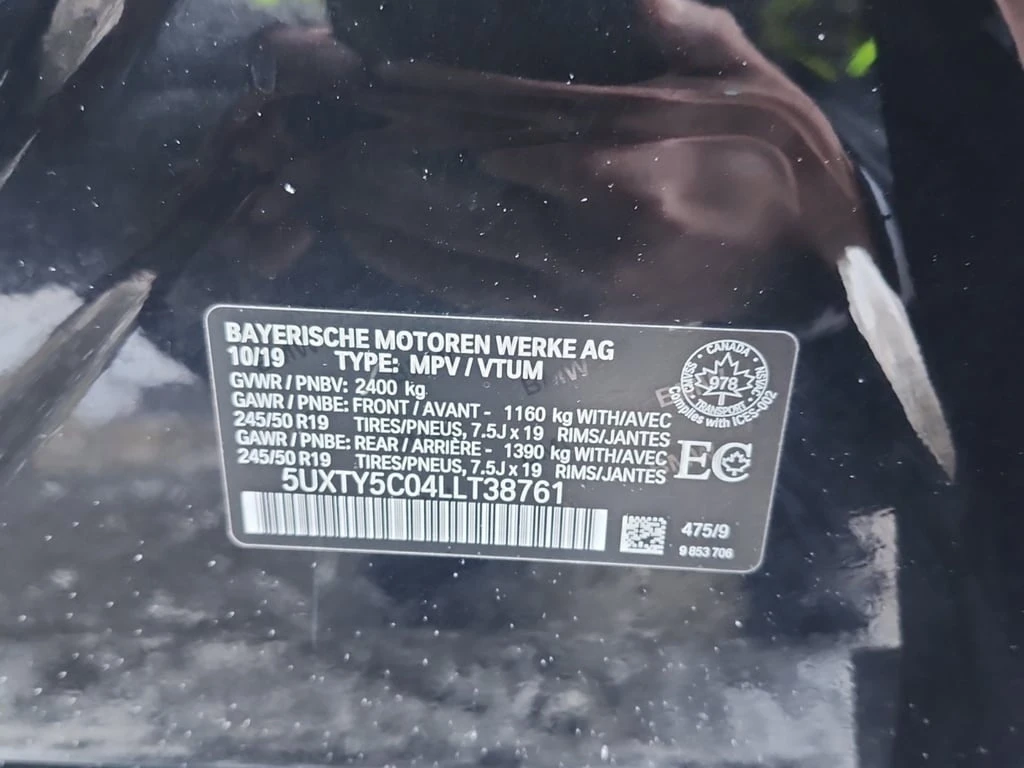 BAYERISCHE MOTOREN WERKE AG
10/19 TYPE: MPV / VTUM
GVWR / PNBV: 2400 kg
GAWR / PNBE: FRONT / AVANT - 1160 kg WITH/AVEC
245/50 R19 TIRES/PNEUS, 7.5J x 19 RIMS/JANTES
GAWR / PNBE: REAR / ARRIÈRE - 1390 kg WITH/AVEC
245/50 R19 TIRES/PNEUS, 7.5J x 19 RIMS/JANTES
5UXTY5C04LLT38761
CANADA
CMVSS
978
NSVAC
TRANSPORT
Complies with ICES-002
EC
475/9
9 853 706
BMW